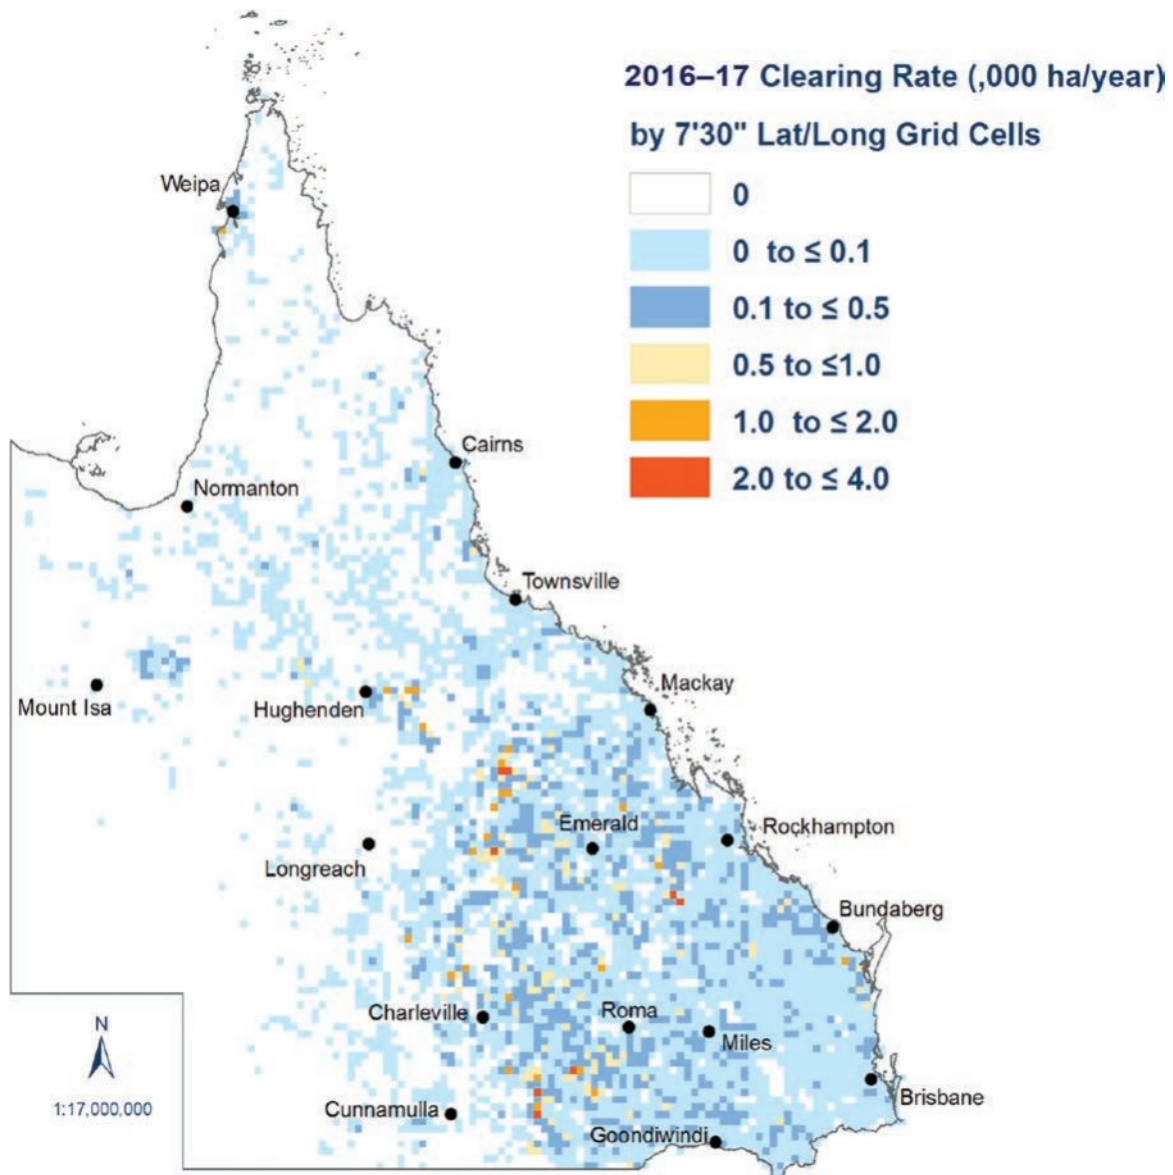 2016–17 Clearing Rate (,000 ha/year)
by 7'30" Lat/Long Grid Cells
0
0 to ≤ 0.1
0.1 to ≤ 0.5
0.5 to ≤1.0
1.0 to ≤ 2.0
2.0 to ≤ 4.0
Weipa
Cairns
Normanton
Townsville
Mackay
Mount Isa
Hughenden
Emerald
Rockhampton
Longreach
Bundaberg
Charleville
Roma
Miles
N
1:17,000,000
Cunnamulla
Brisbane
Goondiwindi